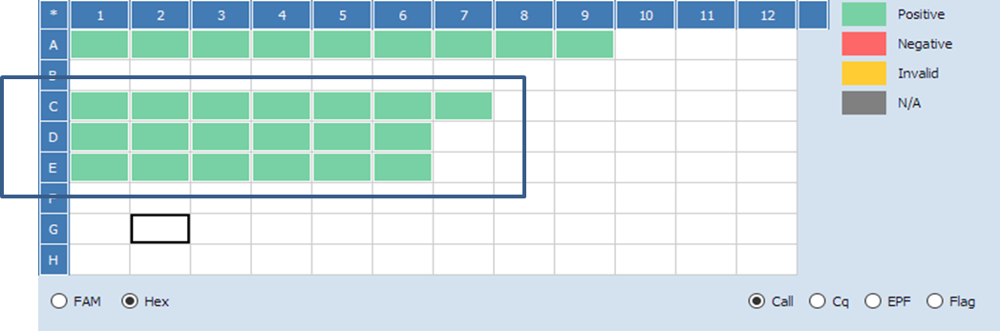 * 1 2 3 4 5 6 7 8 9 10 11 12
A
B
C
D
E
F
G
H
Positive
Negative
Invalid
N/A
FAM Hex Call Cq EPF Flag